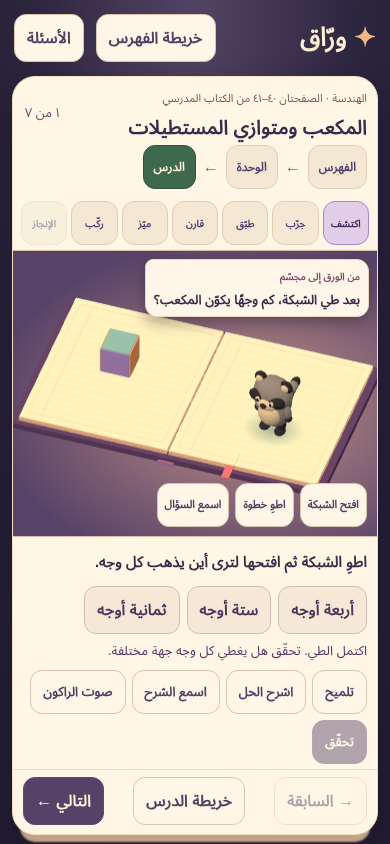 ورّاق
خريطة الفهرس
الأسئلة
الهندسة · الصفحتان ٤٠–٤١ من الكتاب المدرسي
المكعب ومتوازي المستطيلات
١ من ٧
الفهرس ← الوحدة ← الدرس
اكتشف
جرّب
طبّق
قارن
ميّز
ركّب
الإنجاز
من الورق إلى مجسّم
بعد طي الشبكة، كم وجهًا يكوّن المكعب؟
افتح الشبكة
اطوِ خطوة
اسمع السؤال
اطوِ الشبكة ثم افتحها لترى أين يذهب كل وجه.
أربعة أوجه
ستة أوجه
ثمانية أوجه
اكتمل الطي. تحقّق هل يغطي كل وجه جهة مختلفة.
تلميح
اشرح الحل
اسمع الشرح
صوت الراكون
تحقّق
→ السابقة
خريطة الدرس
التالي ←